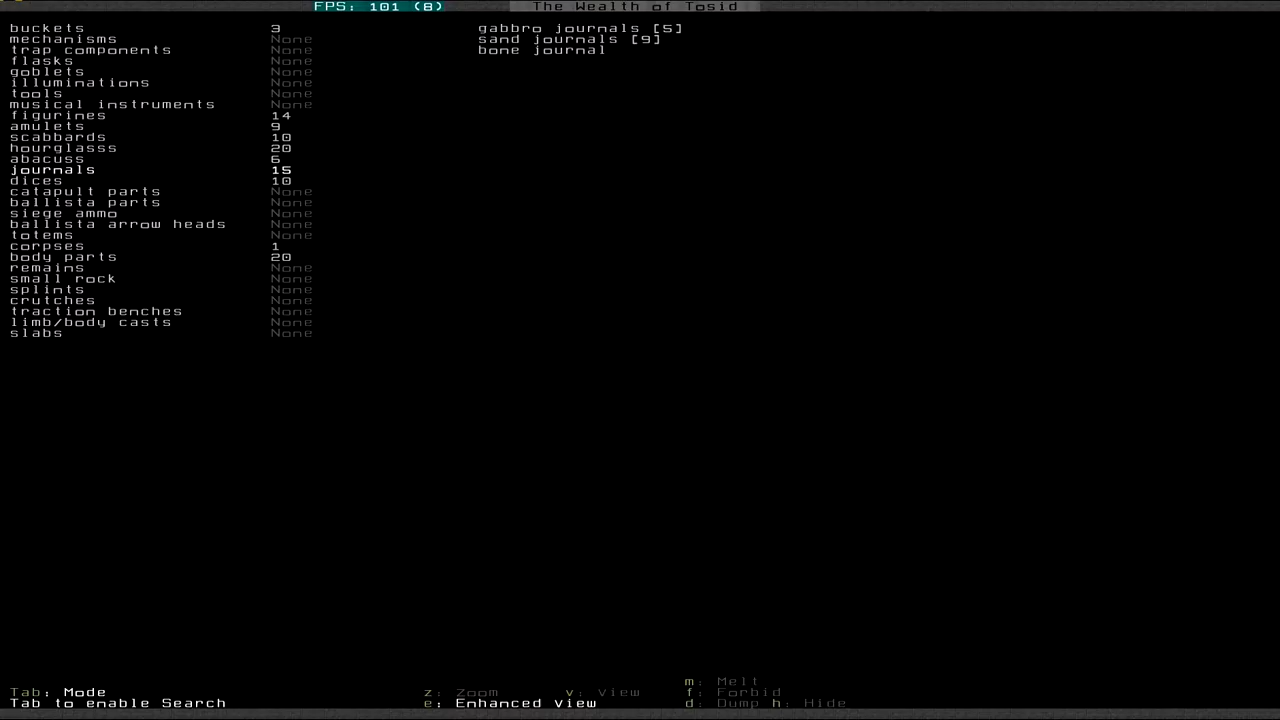 FPS: 101 (8) The Wealth of Tosid
buckets 3 gabbro journals [5]
mechanisms None sand journals [9]
trap components None bone journal
flasks None
goblets None
illuminations None
tools None
musical instruments None
figurines 14
amulets 9
scabbards 10
hourglasss 20
abacuss 6
journals 15
dices 10
catapult parts None
ballista parts None
siege ammo None
ballista arrow heads None
totems None
corpses 1
body parts 20
remains None
small rock None
splints None
crutches None
traction benches None
limb/body casts None
slabs None
m: Melt
Tab: Mode z: Zoom v: View f: Forbid
Tab to enable Search e: Enhanced View d: Dump h: Hide